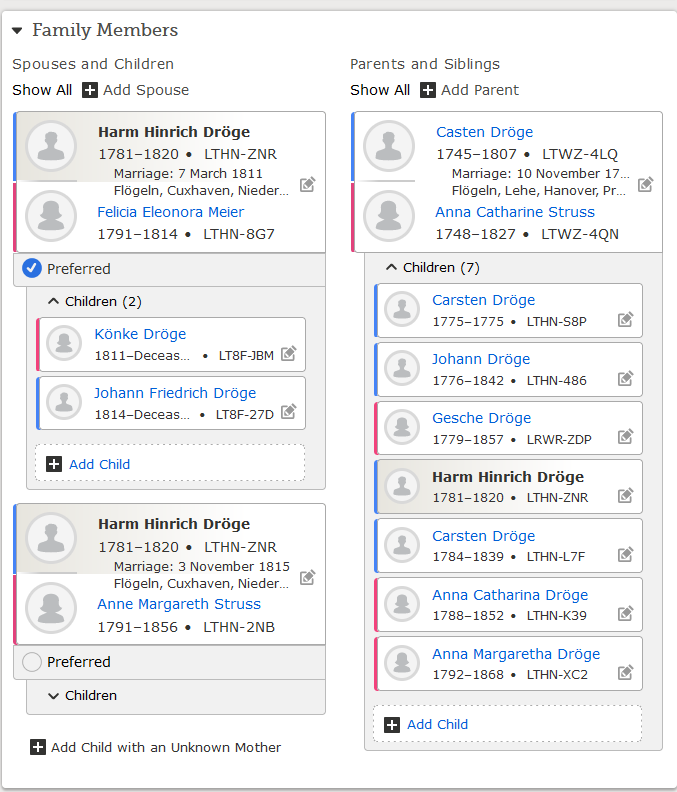 Family Members
Spouses and Children
Show All Add Spouse
Harm Hinrich Dröge
1781–1820 • LTHN-ZNR
Marriage: 7 March 1811
Flögeln, Cuxhaven, Nieder…
Felicia Eleonora Meier
1791–1814 • LTHN-8G7
Preferred
Children (2)
Könke Dröge
1811–Deceas… • LT8F-JBM
Johann Friedrich Dröge
1814–Deceas… • LT8F-27D
Add Child
Harm Hinrich Dröge
1781–1820 • LTHN-ZNR
Marriage: 3 November 1815
Flögeln, Cuxhaven, Nieder…
Anne Margareth Struss
1791–1856 • LTHN-2NB
Preferred
Children
Add Child with an Unknown Mother
Parents and Siblings
Show All Add Parent
Casten Dröge
1745–1807 • LTWZ-4LQ
Marriage: 10 November 17…
Flögeln, Lehe, Hanover, Pr…
Anna Catharine Struss
1748–1827 • LTWZ-4QN
Children (7)
Carsten Dröge
1775–1775 • LTHN-S8P
Johann Dröge
1776–1842 • LTHN-486
Gesche Dröge
1779–1857 • LRWR-ZDP
Harm Hinrich Dröge
1781–1820 • LTHN-ZNR
Carsten Dröge
1784–1839 • LTHN-L7F
Anna Catharina Dröge
1788–1852 • LTHN-K39
Anna Margaretha Dröge
1792–1868 • LTHN-XC2
Add Child